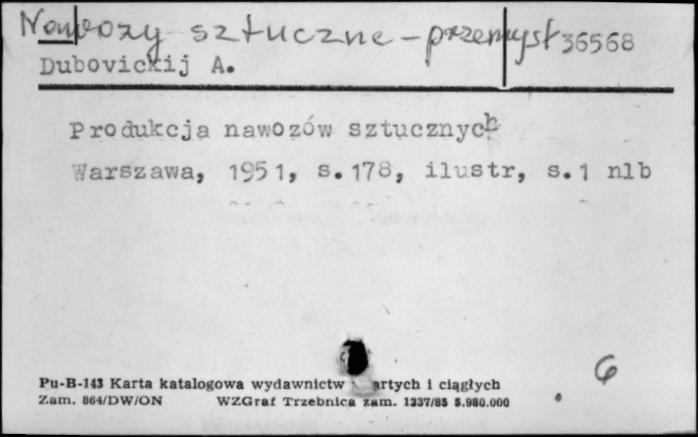 Nawozy sztuczne - przemysł 36568
Dubovickij A.
Produkcja nawozów sztucznych
Warszawa, 1951, s.178, ilustr, s.1 nlb
6
Pu-B-143 Karta katalogowa wydawnictw artych i ciągłych
Zam. 864/DW/ON WZGraf Trzebnica zam. 1337/85 5.980.000